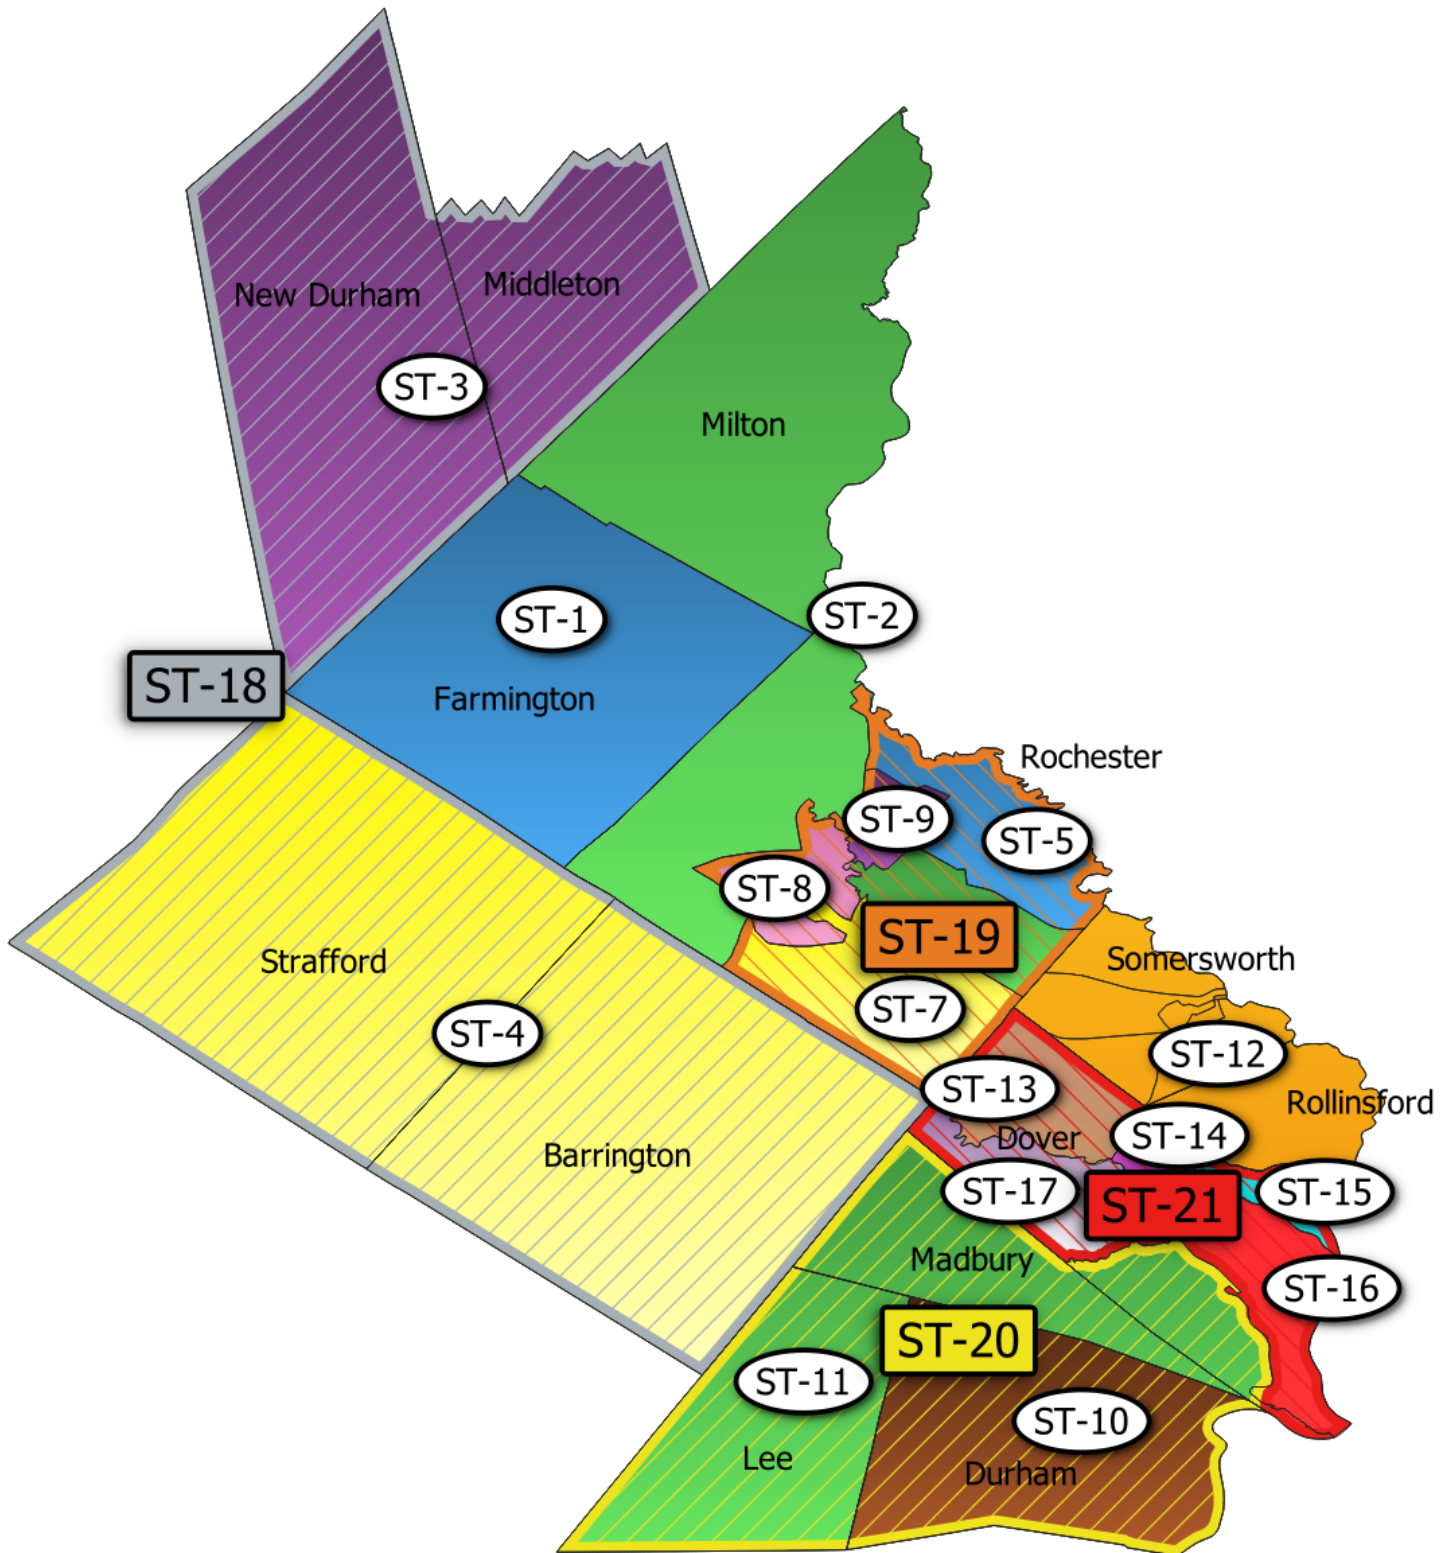 New Durham
Middleton
ST-3
Milton
ST-1
ST-2
ST-18
Farmington
Rochester
ST-9
ST-5
ST-8
ST-19
Strafford
Somersworth
ST-7
ST-4
ST-12
ST-13
Rollinsford
Dover
ST-14
Barrington
ST-17
ST-21
ST-15
Madbury
ST-16
ST-20
ST-11
ST-10
Lee
Durham